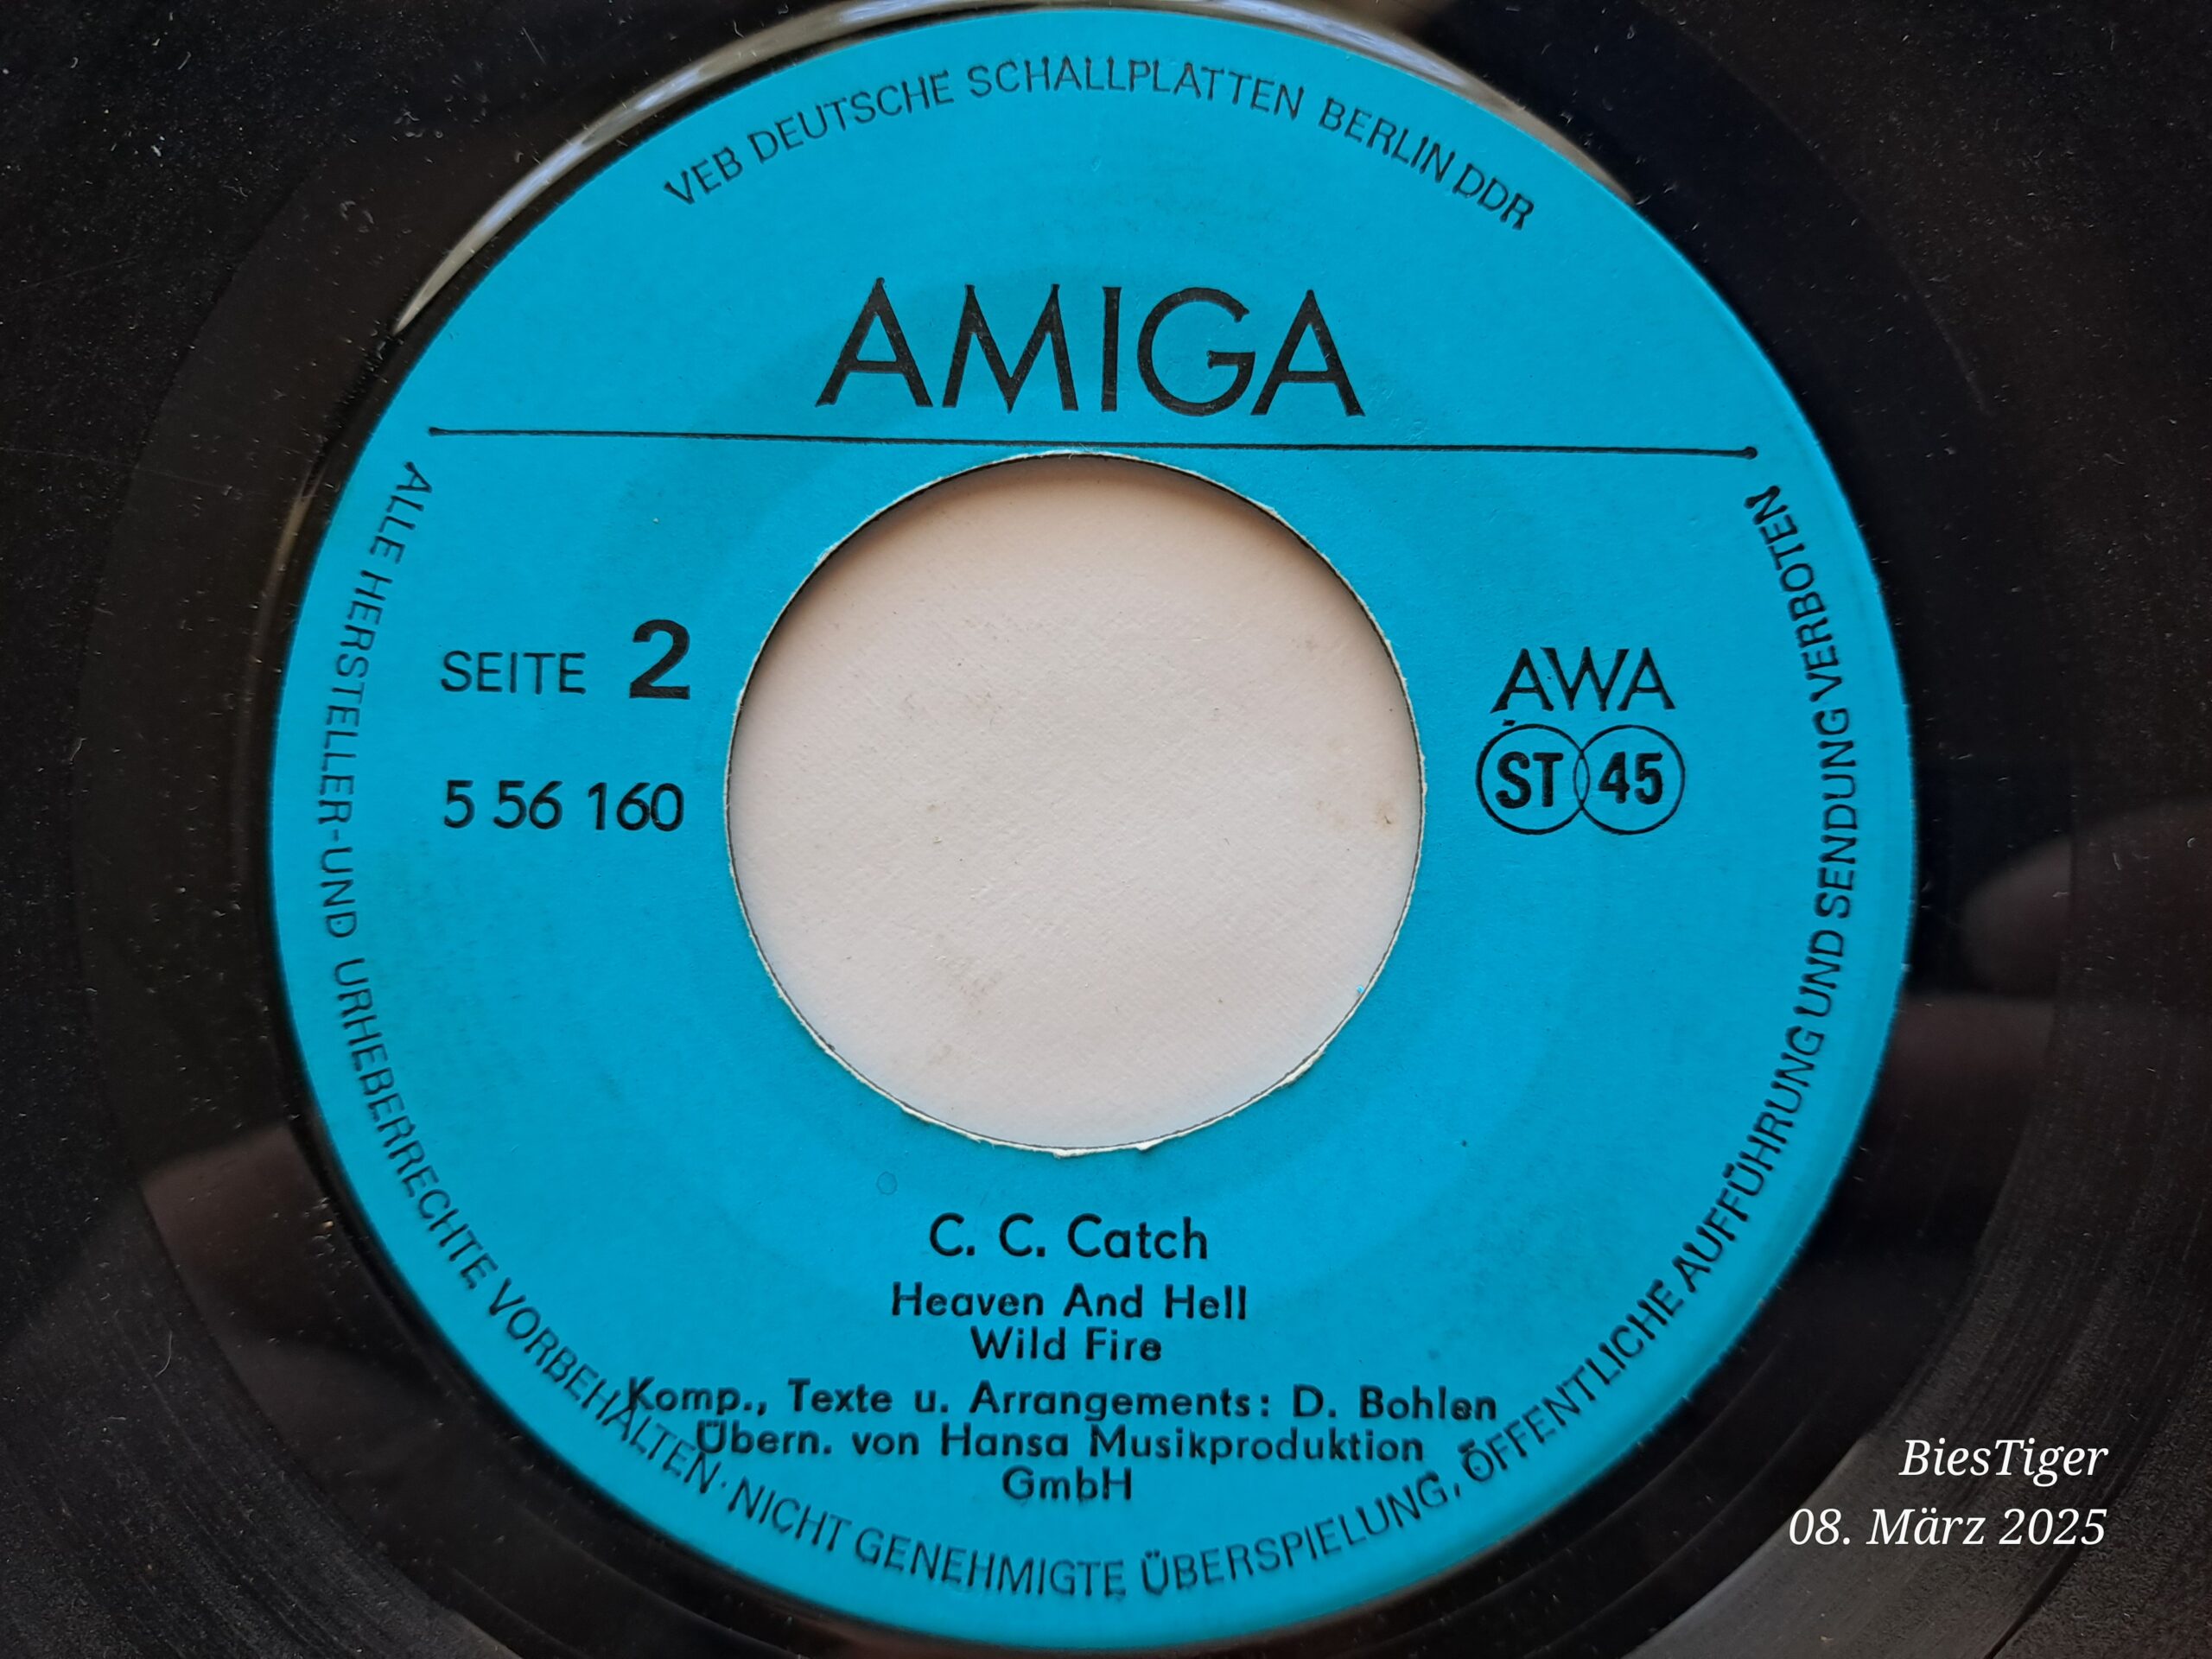 VEB DEUTSCHE SCHALLPLATTEN BERLIN DDR
AMIGA
SEITE 2
5 56 160
AWA
ST 45
C. C. Catch
Heaven And Hell
Wild Fire
Komp., Texte u. Arrangements: D. Bohlen
Übern. von Hansa Musikproduktion
GmbH
ALLE HERSTELLER-UND URHEBERRECHTE VORBEHALTEN · NICHT GENEHMIGTE ÜBERSPIELUNG, ÖFFENTLICHE AUFFÜHRUNG UND SENDUNG VERBOTEN
BiesTiger
08. März 2025